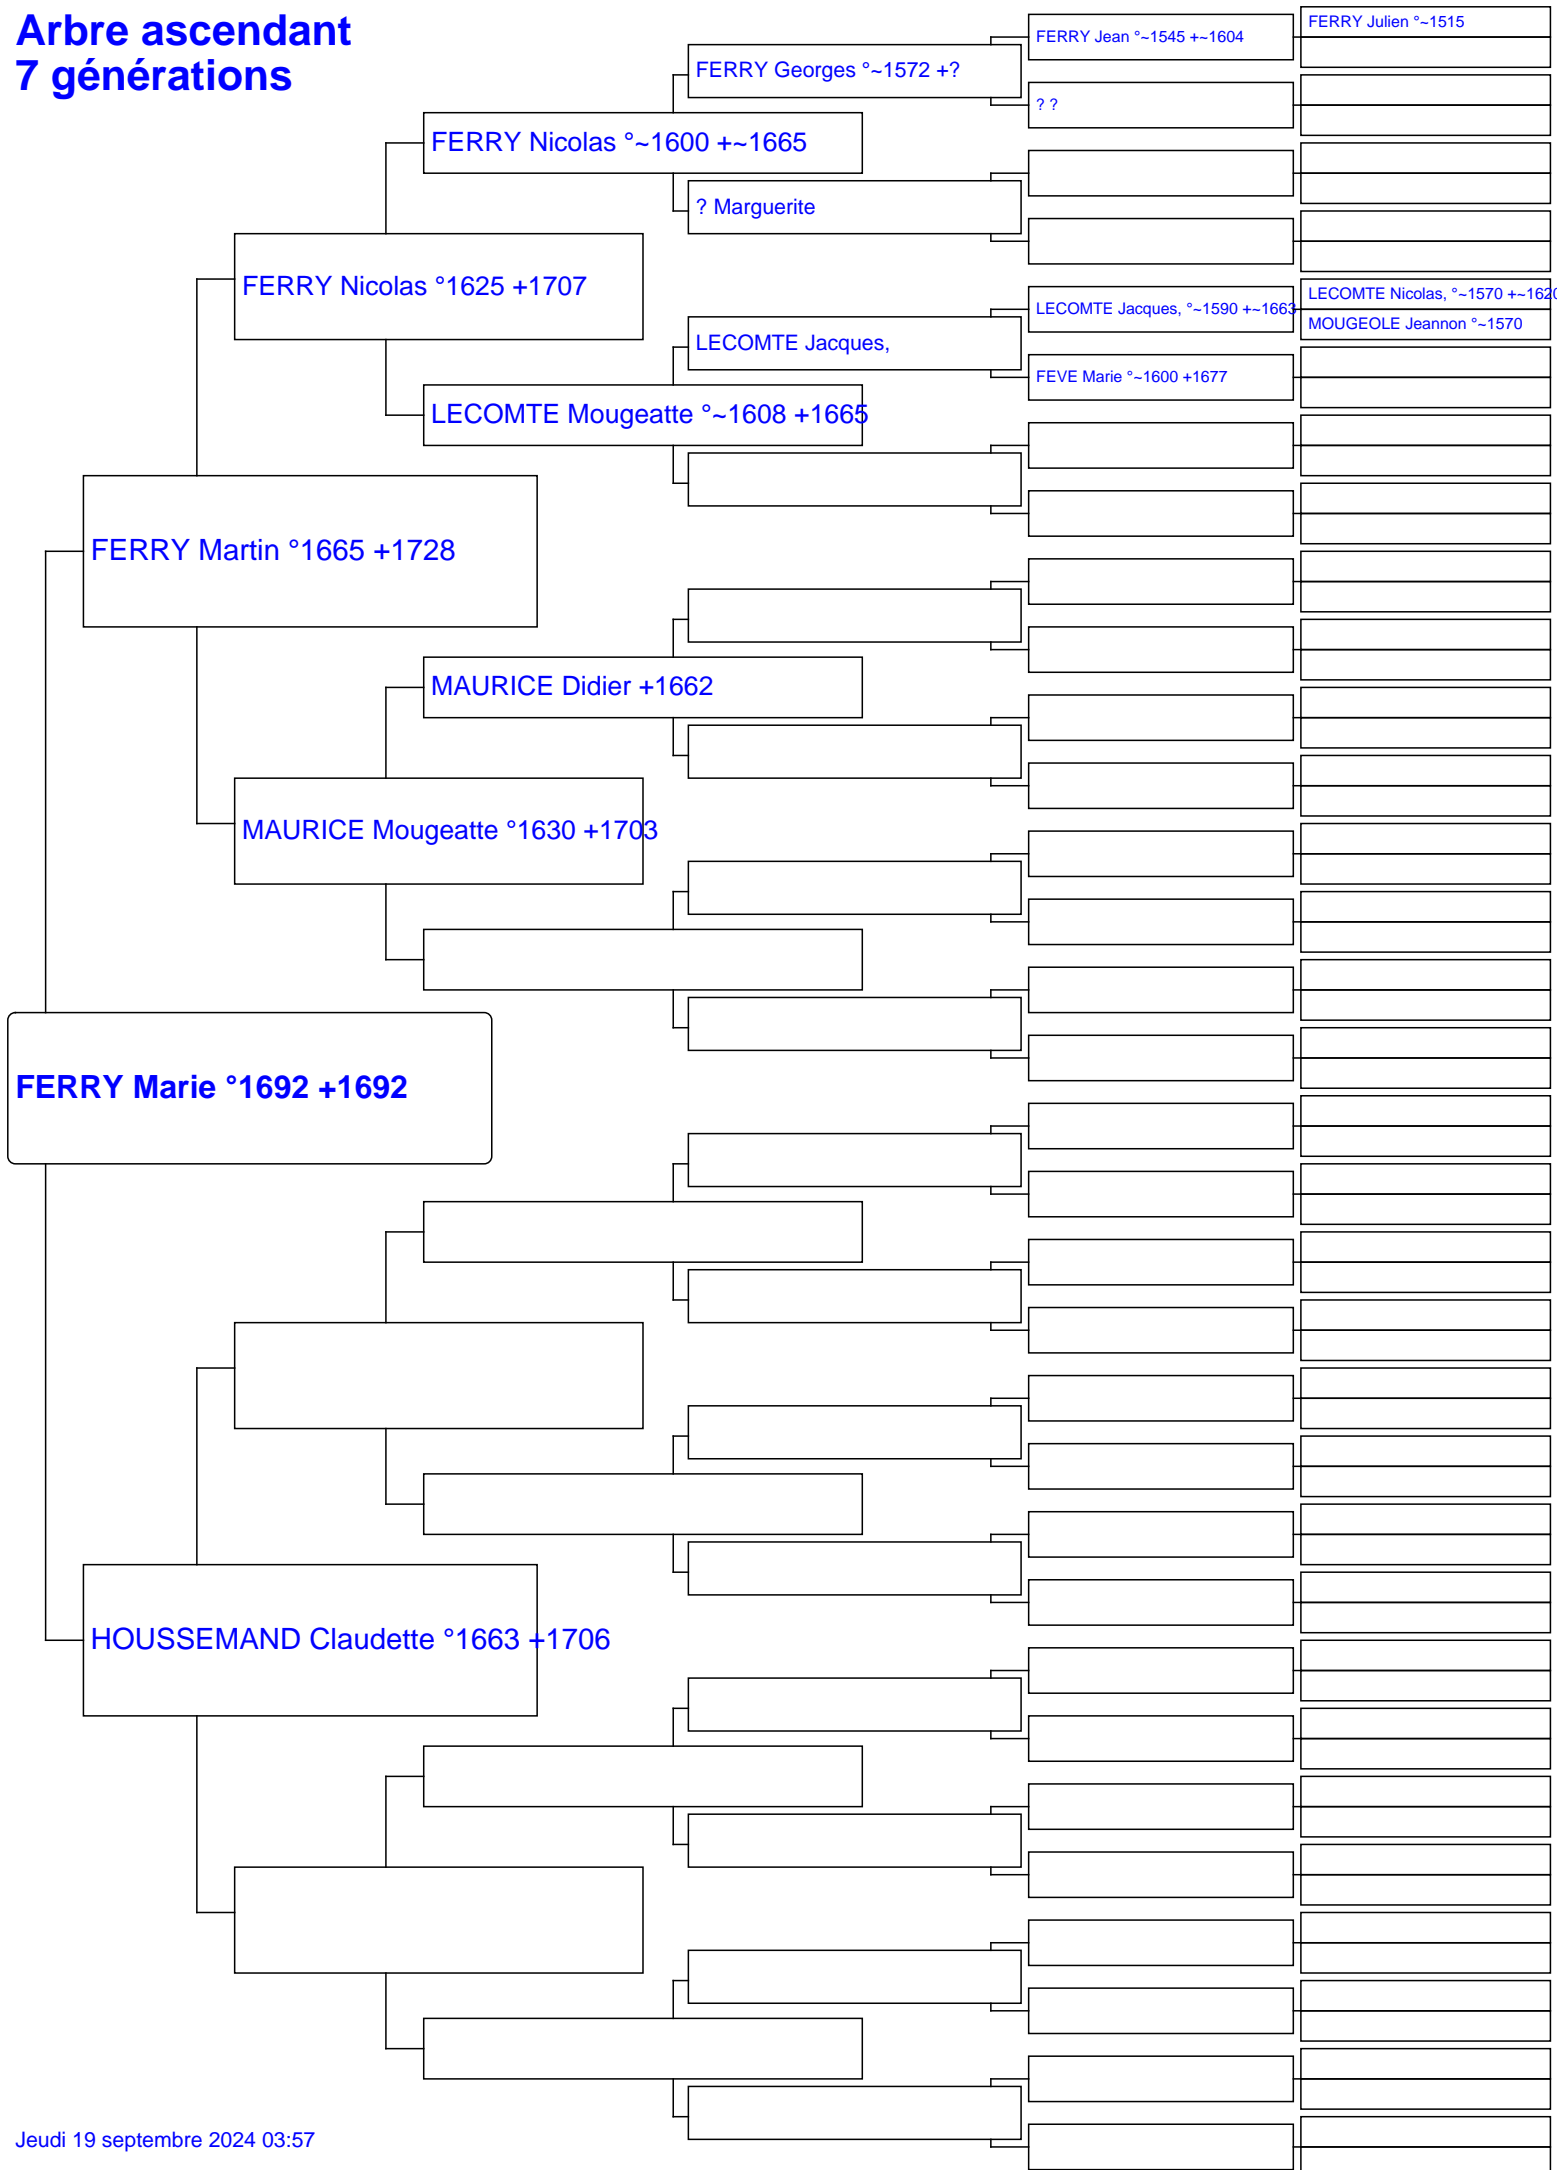 Arbre ascendant
7 générations
FERRY Julien °~1515
FERRY Jean °~1545 +~1604
FERRY Georges °~1572 +?
? ?
FERRY Nicolas °~1600 +~1665
? Marguerite
FERRY Nicolas °1625 +1707
LECOMTE Nicolas, °~1570 +~1620
LECOMTE Jacques, °~1590 +~1663
MOUGEOLE Jeannon °~1570
LECOMTE Jacques,
FEVE Marie °~1600 +1677
LECOMTE Mougeatte °~1608 +1665
FERRY Martin °1665 +1728
MAURICE Didier +1662
MAURICE Mougeatte °1630 +1703
FERRY Marie °1692 +1692
HOUSSEMAND Claudette °1663 +1706
Jeudi 19 septembre 2024 03:57